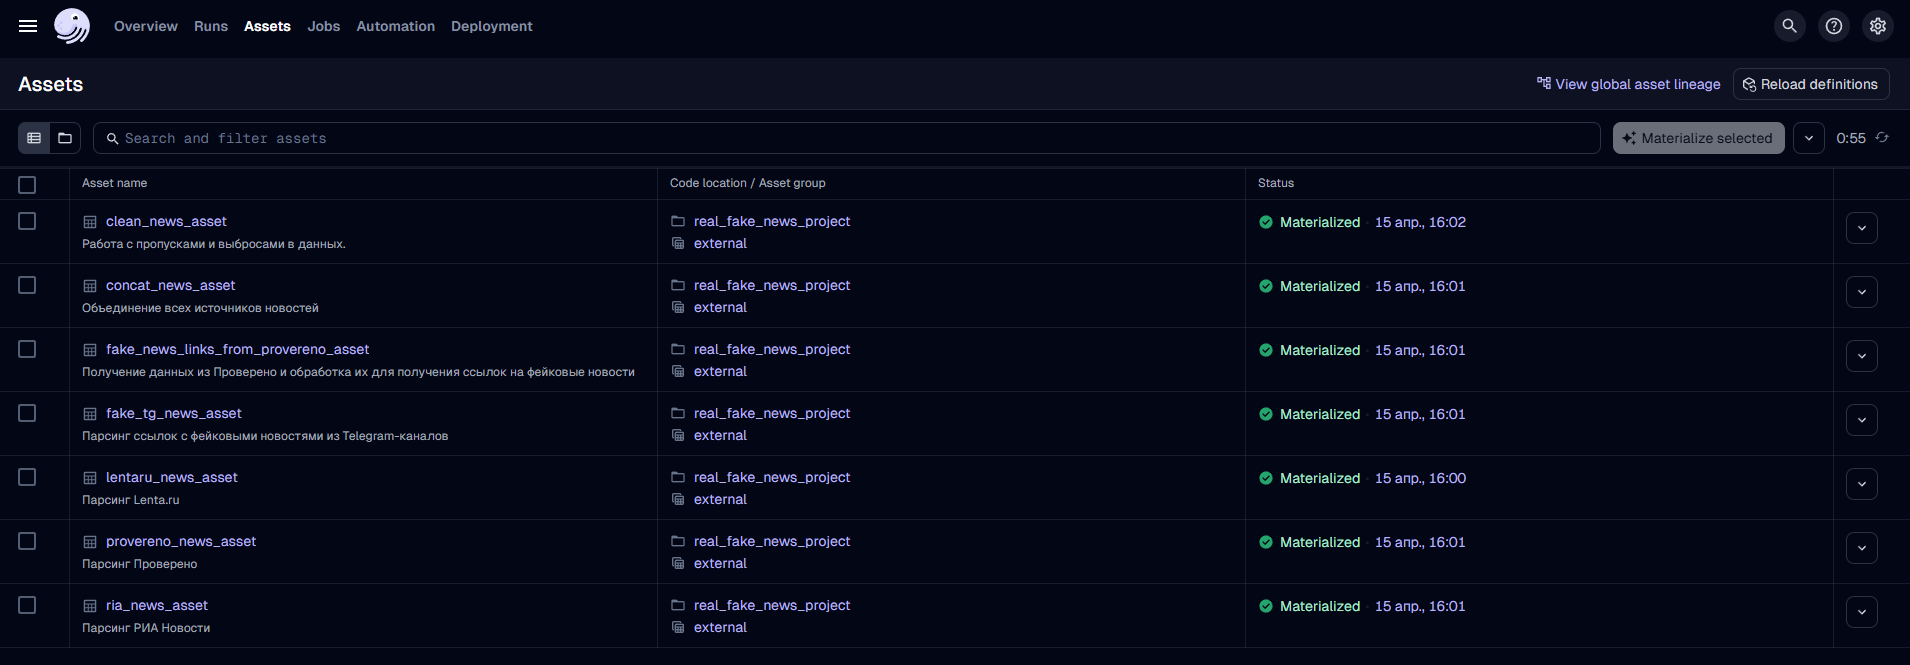 Overview Runs Assets Jobs Automation Deployment
Assets
View global asset lineage
Reload definitions
Search and filter assets
Materialize selected
0:55
Asset name Code location / Asset group Status
clean_news_asset real_fake_news_project Materialized 15 апр., 16:02
Работа с пропусками и выбросами в данных. external
concat_news_asset real_fake_news_project Materialized 15 апр., 16:01
Объединение всех источников новостей external
fake_news_links_from_provereno_asset real_fake_news_project Materialized 15 апр., 16:01
Получение данных из Проверено и обработка их для получения ссылок на фейковые новости external
fake_tg_news_asset real_fake_news_project Materialized 15 апр., 16:01
Парсинг ссылок с фейковыми новостями из Telegram-каналов external
lentaru_news_asset real_fake_news_project Materialized 15 апр., 16:00
Парсинг Lenta.ru external
provereno_news_asset real_fake_news_project Materialized 15 апр., 16:01
Парсинг Проверено external
ria_news_asset real_fake_news_project Materialized 15 апр., 16:01
Парсинг РИА Новости external